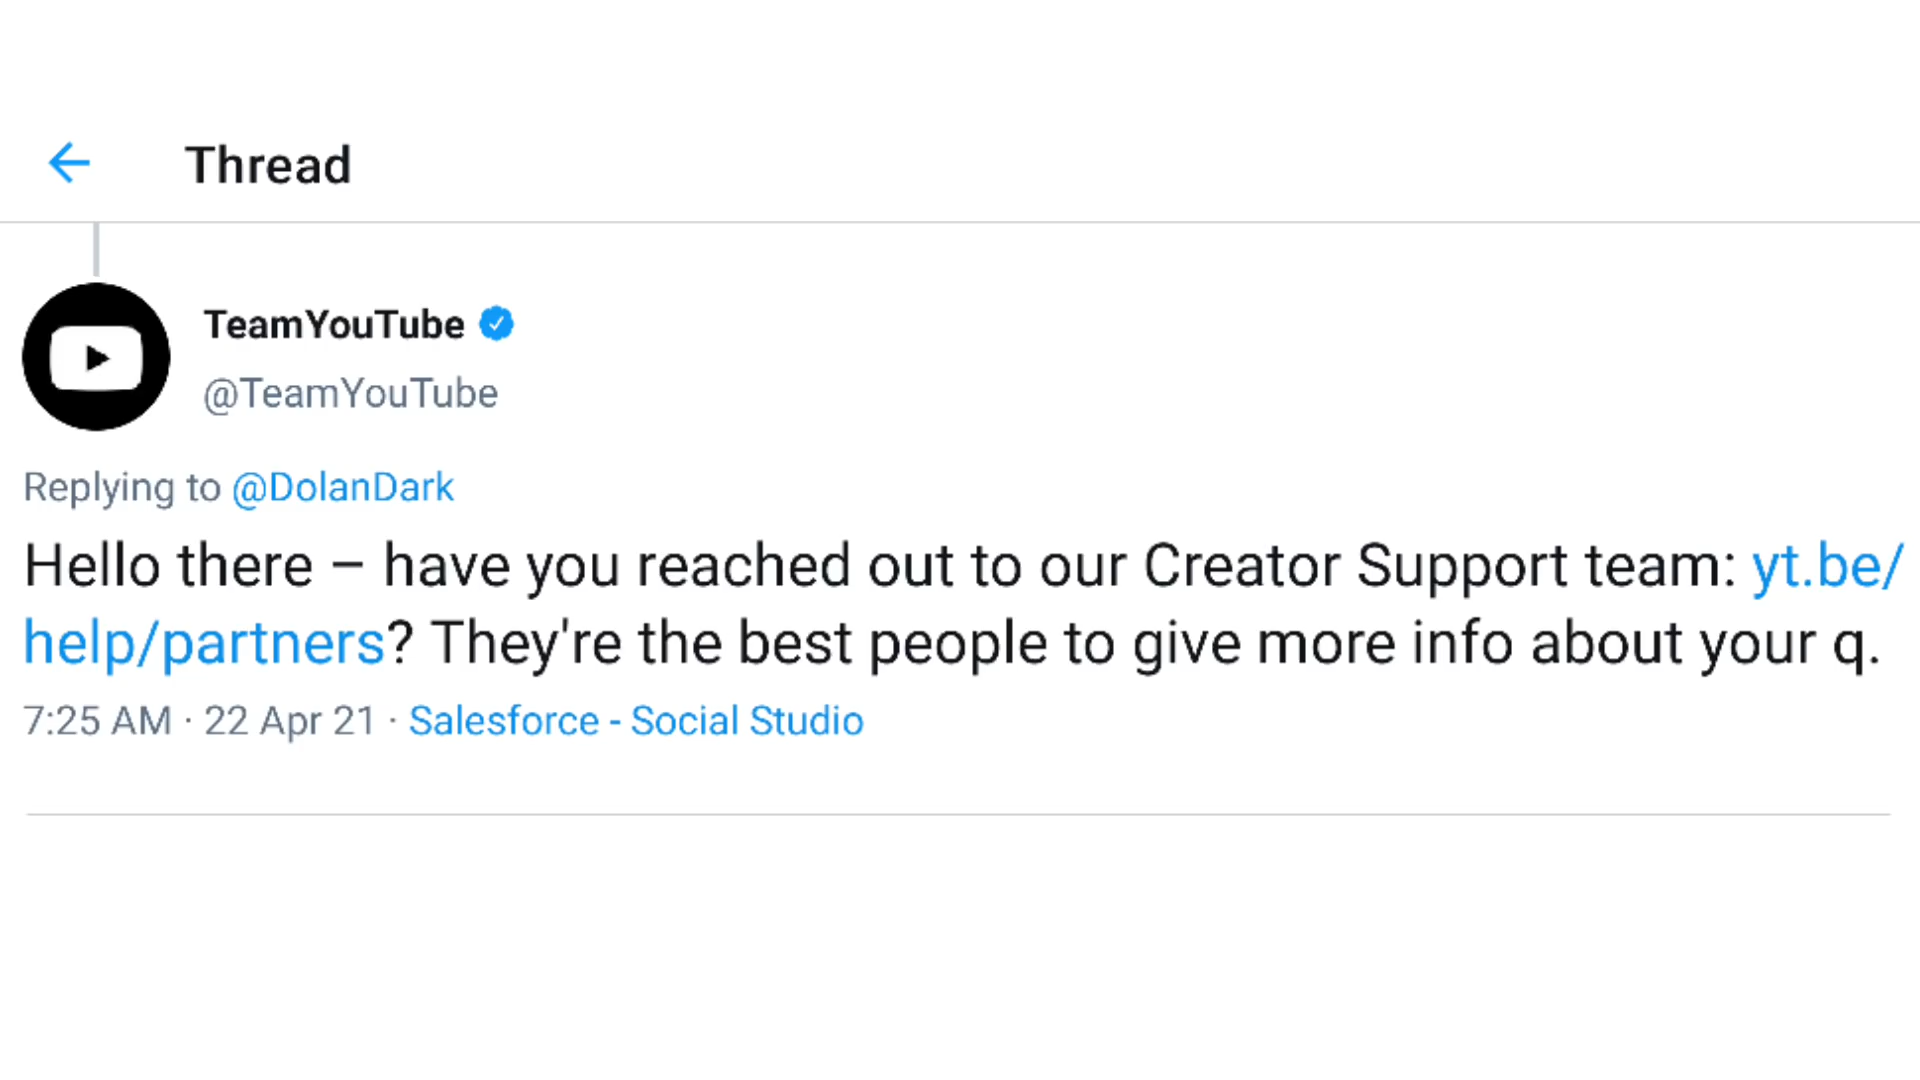 Thread
TeamYouTube
@TeamYouTube
Replying to @DolanDark
Hello there – have you reached out to our Creator Support team: yt.be/
help/partners? They're the best people to give more info about your q.
7:25 AM · 22 Apr 21 · Salesforce - Social Studio